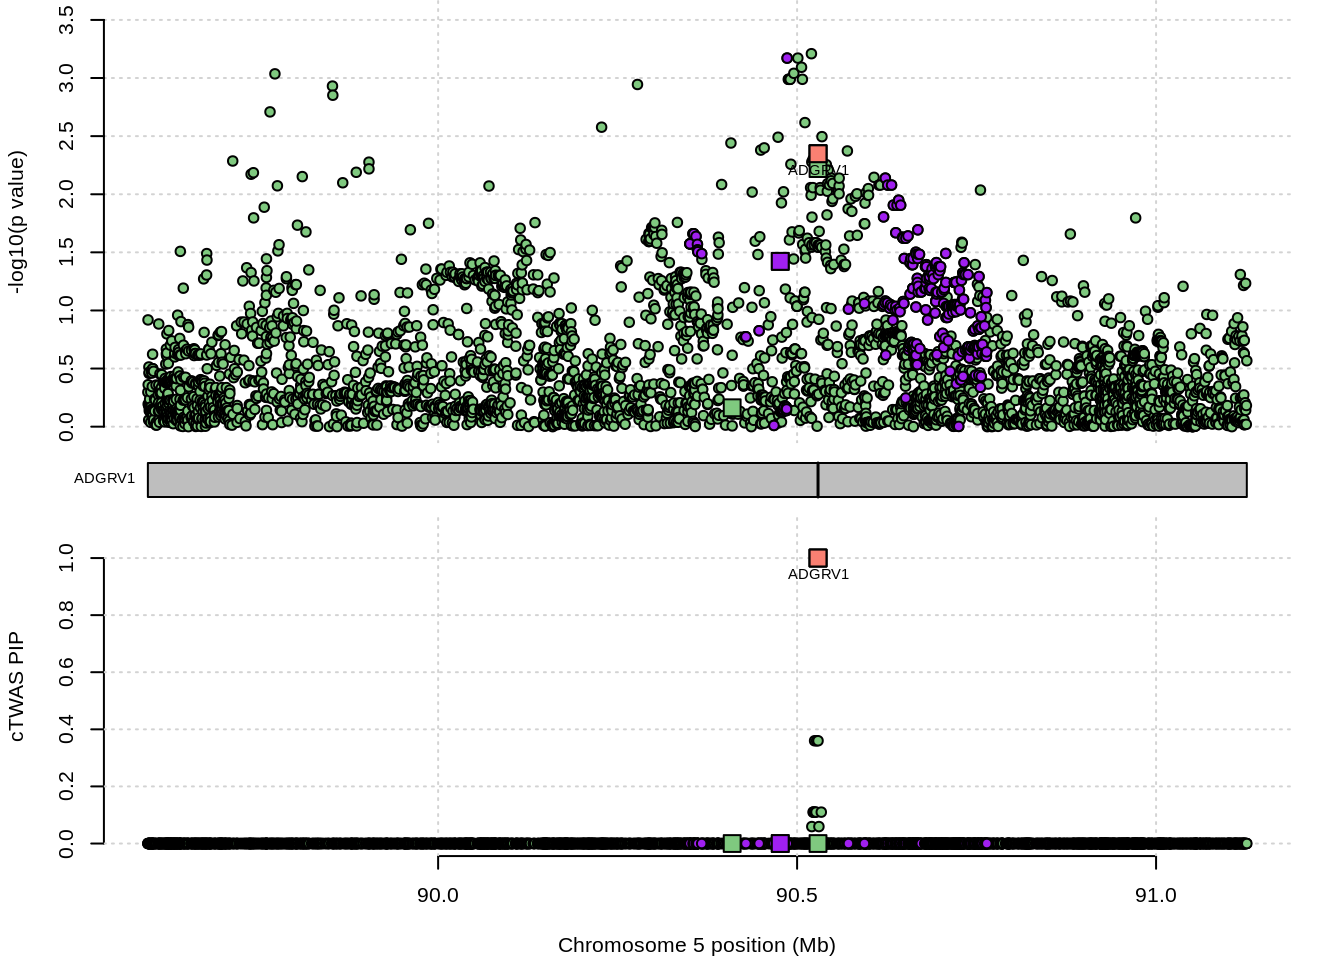 3.5
3.0
2.5
2.0
1.5
1.0
0.5
0.0
-log10(p value)
ADGRV1
ADGRV1
1.0
0.8
0.6
0.4
0.2
0.0
cTWAS PIP
ADGRV1
90.0 90.5 91.0
Chromosome 5 position (Mb)